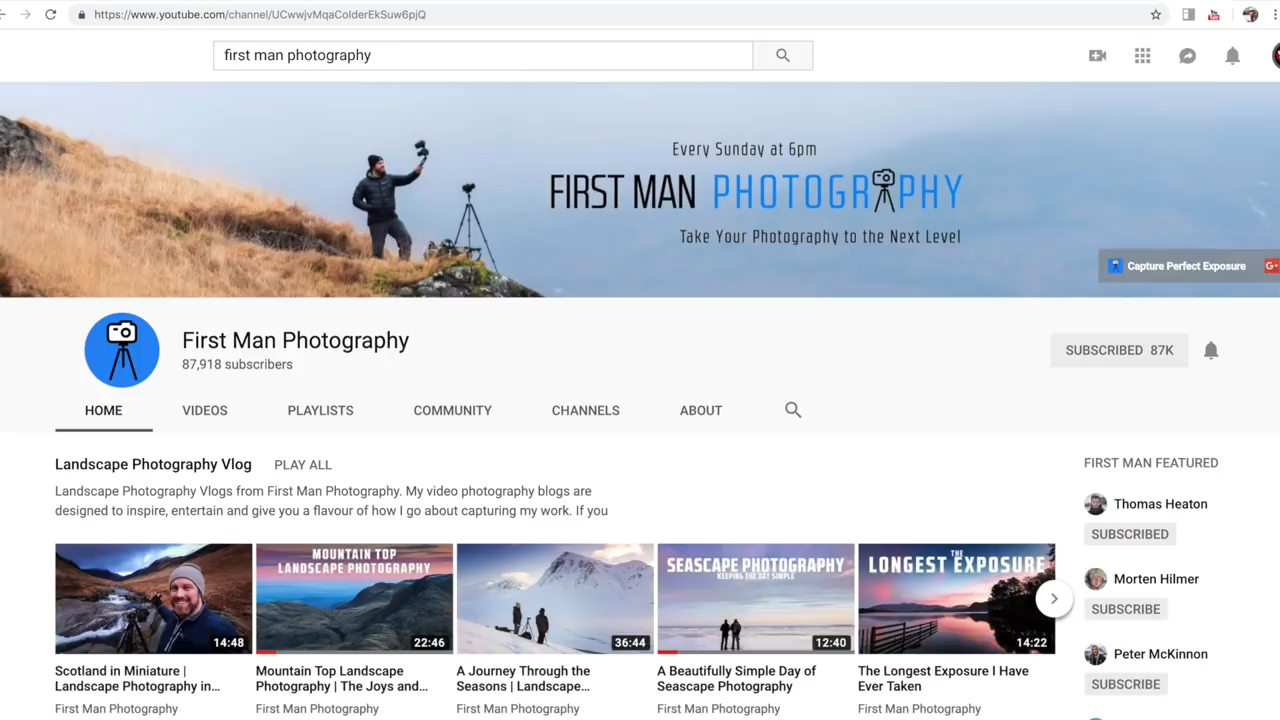 https://www.youtube.com/channel/UCwwjvMqaColderEkSuw6pjQ
first man photography
Every Sunday at 6pm
FIRST MAN PHOTOGRAPHY
Take Your Photography to the Next Level
Capture Perfect Exposure
G+
First Man Photography
87,918 subscribers
SUBSCRIBED 87K
HOME
VIDEOS
PLAYLISTS
COMMUNITY
CHANNELS
ABOUT
Landscape Photography Vlog
PLAY ALL
Landscape Photography Vlogs from First Man Photography. My video photography blogs are
designed to inspire, entertain and give you a flavour of how I go about capturing my work. If you
14:48
Scotland in Miniature |
Landscape Photography in...
First Man Photography
MOUNTAIN TOP
LANDSCAPE PHOTOGRAPHY
22:46
Mountain Top Landscape
Photography | The Joys and...
First Man Photography
36:44
A Journey Through the
Seasons | Landscape...
First Man Photography
SEASCAPE PHOTOGRAPHY
KEEPING THE DAY SIMPLE
12:40
A Beautifully Simple Day of
Seascape Photography
First Man Photography
THE
LONGEST EXPOSURE
14:22
The Longest Exposure I Have
Ever Taken
First Man Photography
FIRST MAN FEATURED
Thomas Heaton
SUBSCRIBED
Morten Hilmer
SUBSCRIBE
Peter McKinnon
SUBSCRIBE